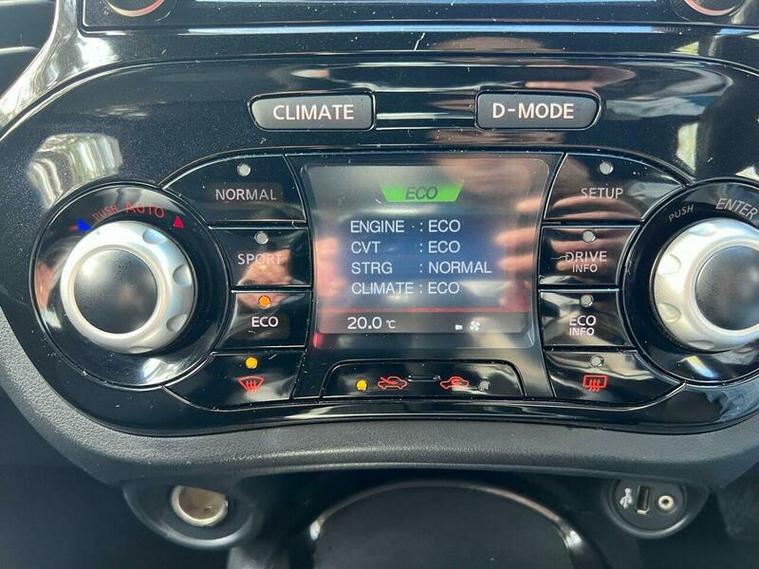 CLIMATE
D-MODE
PUSH AUTO
NORMAL
SPORT
ECO
ECO
ENGINE : ECO
CVT : ECO
STRG : NORMAL
CLIMATE : ECO
20.0 °C
SETUP
DRIVE
INFO
ECO
INFO
PUSH ENTER